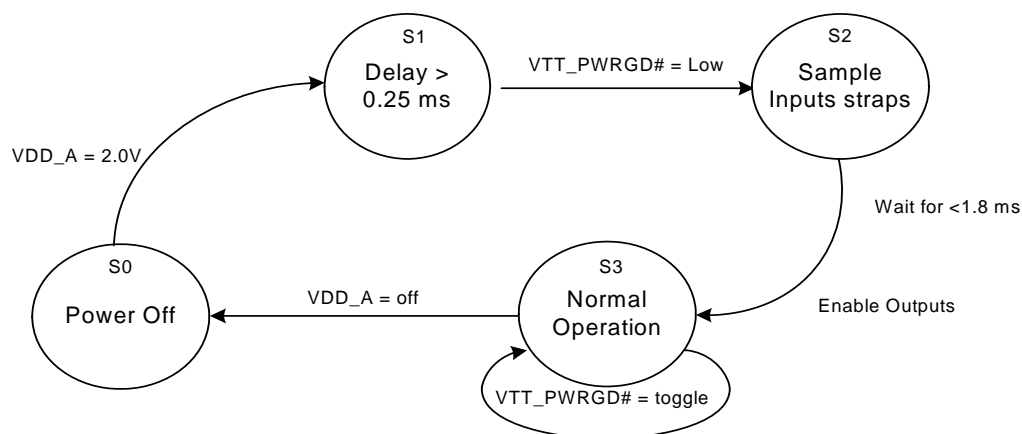 S1
Delay >
0.25 ms
VTT_PWRGD# = Low
S2
Sample
Inputs straps
VDD_A = 2.0V
Wait for <1.8 ms
S0
Power Off
VDD_A = off
S3
Normal
Operation
Enable Outputs
VTT_PWRGD# = toggle